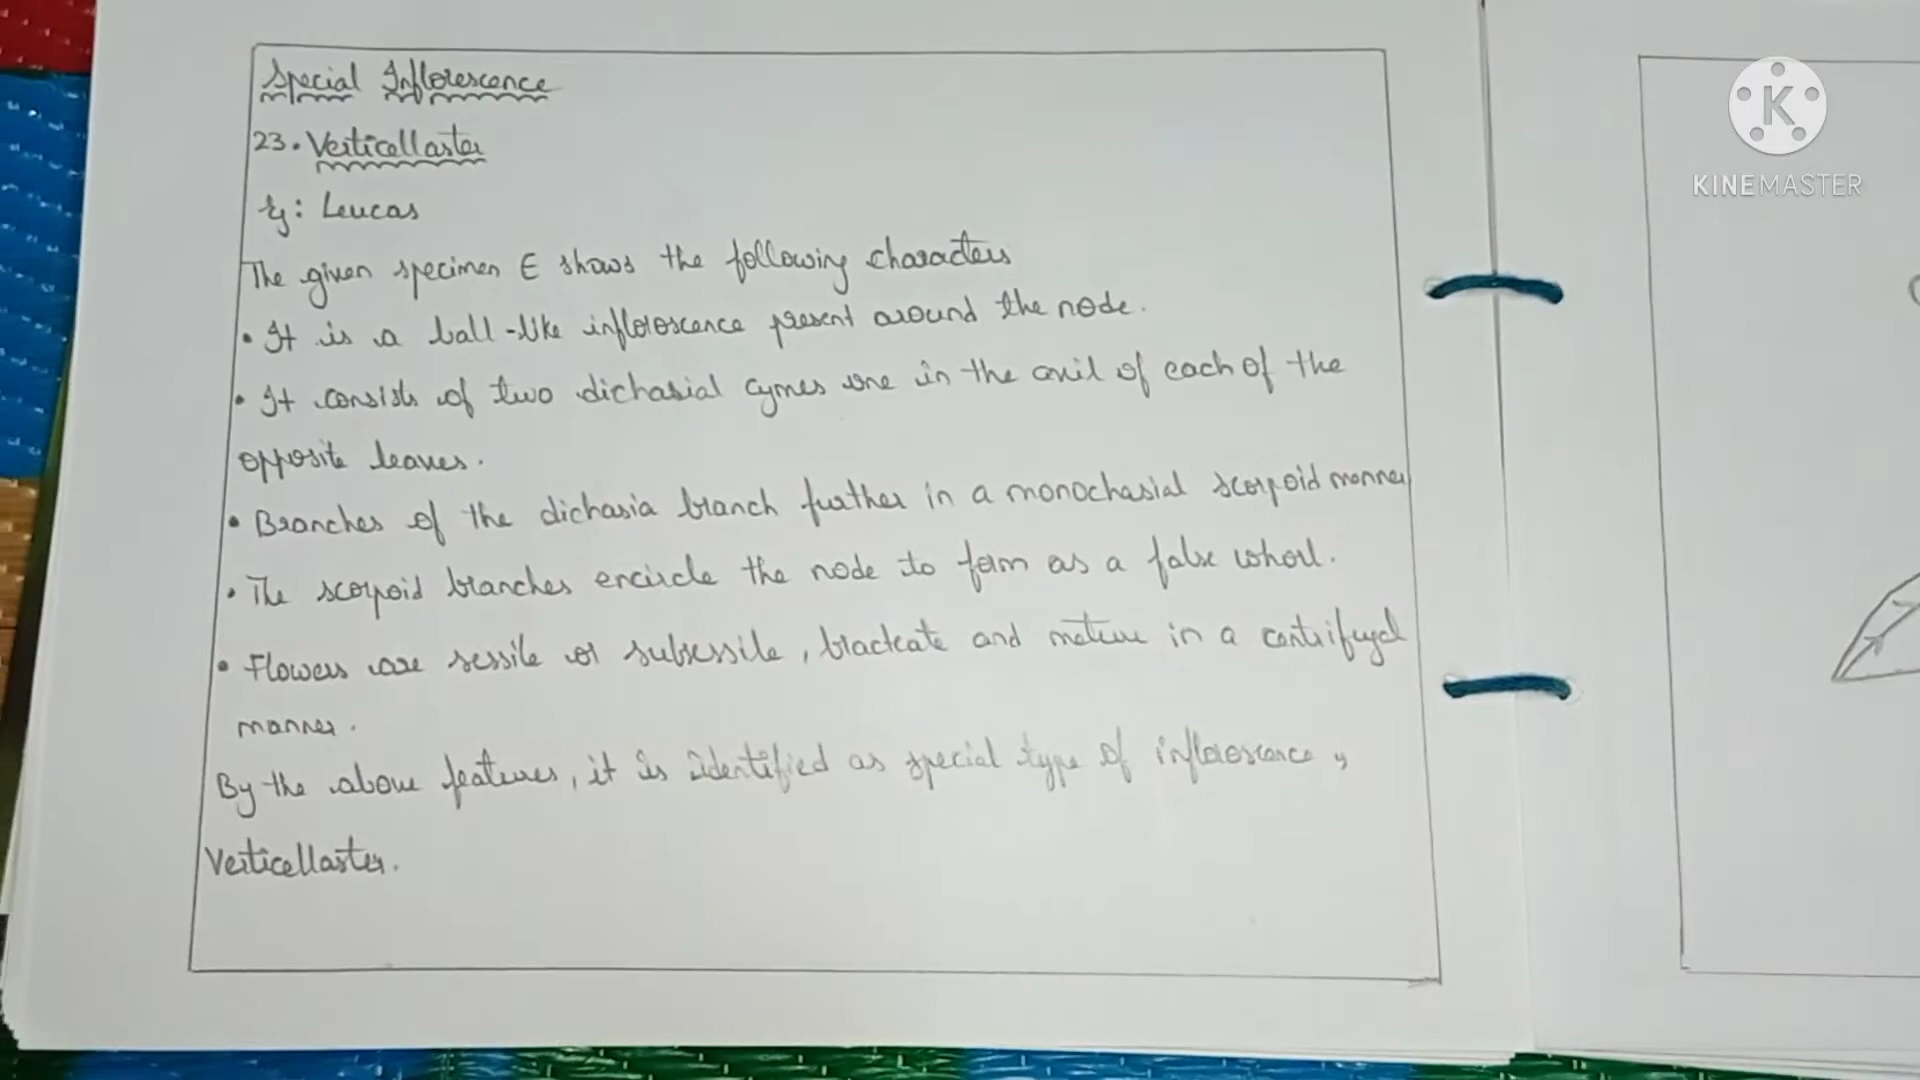 Special Inflorescence
23. Verticellaster
Eg: Leucas
The given specimen E shows the following characters
• It is a ball-like inflorescence present around the node.
• It consists of two dichasial cymes one in the axil of each of the
opposite leaves.
• Branches of the dichasia branch further in a monochasial scorpoid manner
• The scorpoid branches encircle the node to form as a false whorl.
• Flowers are sessile or subsessile, bracteate and mature in a centrifugal
manner.
By the above features, it is identified as special type of inflorescence,
Verticellaster.
K
KINEMASTER